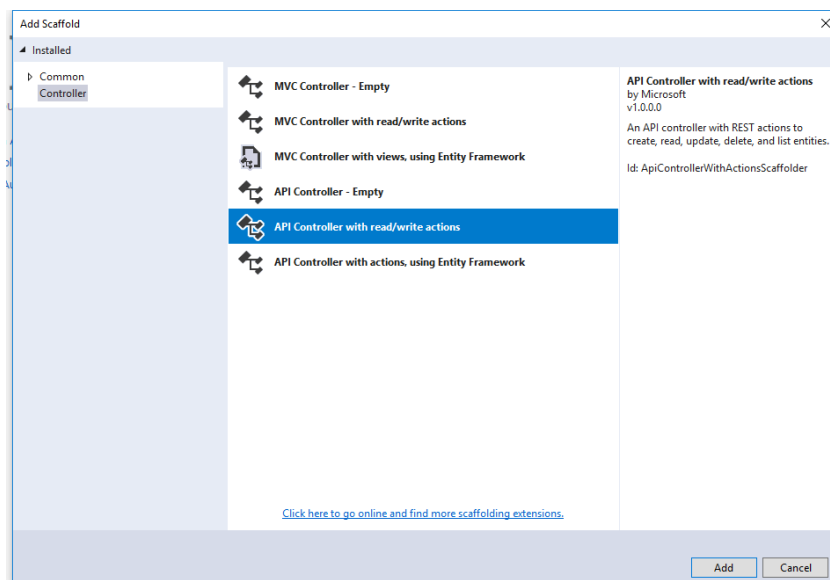 Add Scaffold
Installed
Common
Controller
MVC Controller - Empty
MVC Controller with read/write actions
MVC Controller with views, using Entity Framework
API Controller - Empty
API Controller with read/write actions
API Controller with actions, using Entity Framework
Click here to go online and find more scaffolding extensions.
API Controller with read/write actions
by Microsoft
v1.0.0.0
An API controller with REST actions to
create, read, update, delete, and list entities.
Id: ApiControllerWithActionsScaffolder
Add
Cancel